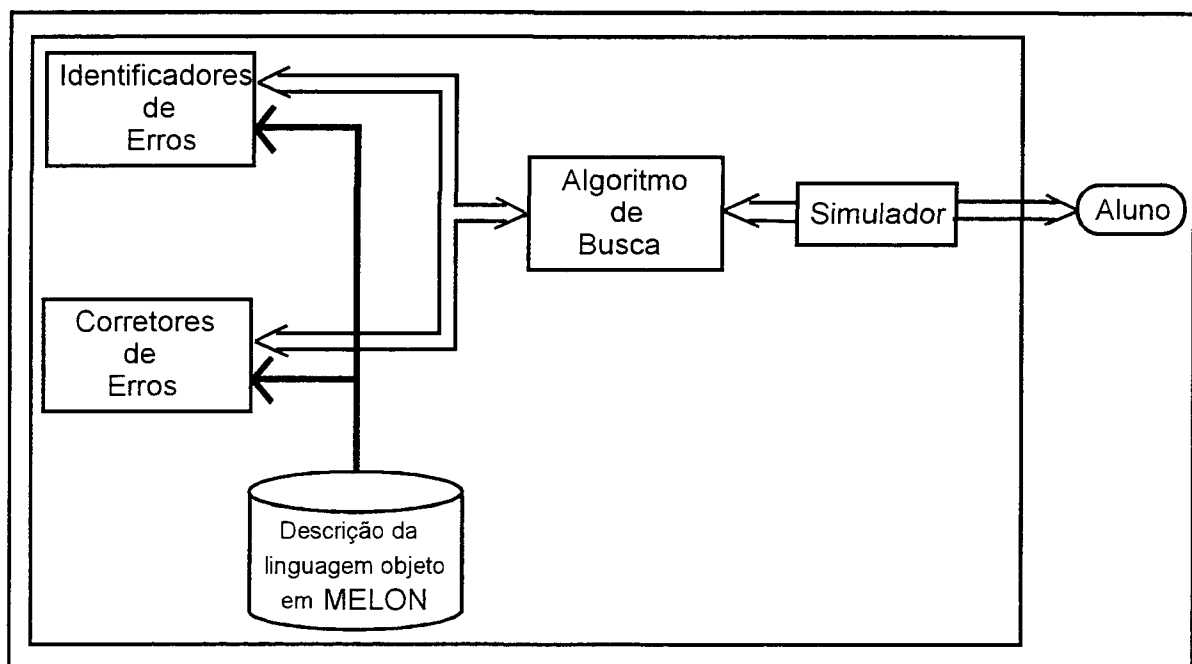 Identificadores
de
Erros
Algoritmo
de
Busca
Simulador
Aluno
Corretores
de
Erros
Descrição da
linguagem objeto
em MELON